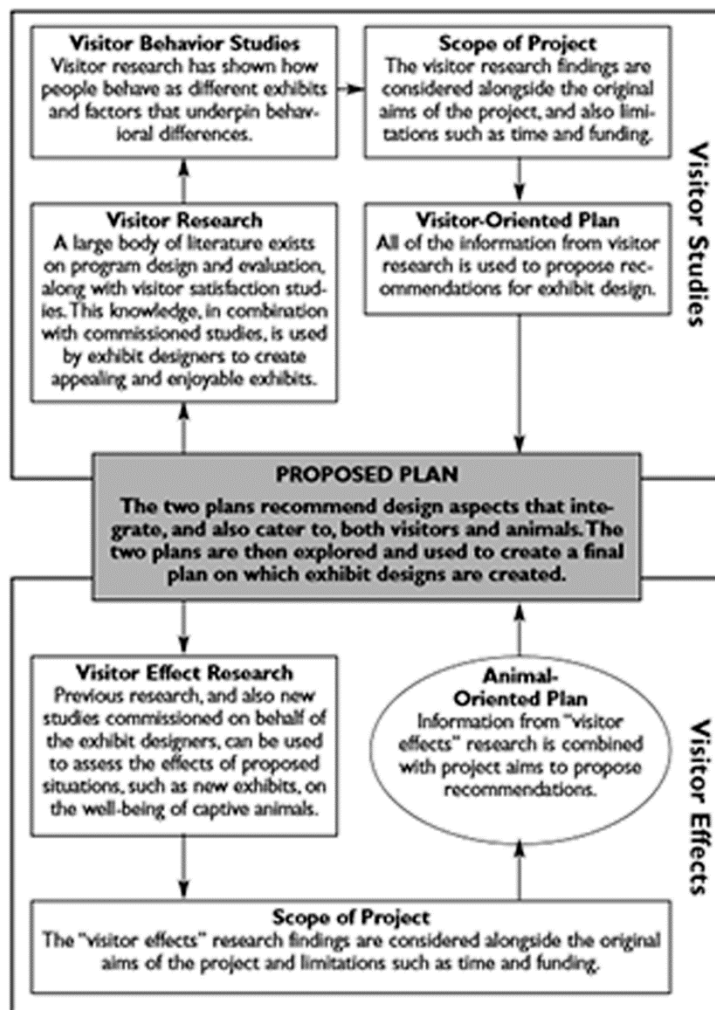 Visitor Behavior Studies
Visitor research has shown how
people behave as different exhibits
and factors that underpin behav-
ioral differences.
Scope of Project
The visitor research findings are
considered alongside the original
aims of the project, and also limi-
tations such as time and funding.
Visitor Research
A large body of literature exists
on program design and evaluation,
along with visitor satisfaction stud-
ies. This knowledge, in combination
with commissioned studies, is used
by exhibit designers to create
appealing and enjoyable exhibits.
Visitor-Oriented Plan
All of the information from visitor
research is used to propose rec-
ommendations for exhibit design.
Visitor Studies
PROPOSED PLAN
The two plans recommend design aspects that inte-
grate, and also cater to, both visitors and animals. The
two plans are then explored and used to create a final
plan on which exhibit designs are created.
Visitor Effect Research
Previous research, and also new
studies commissioned on behalf of
the exhibit designers, can be used
to assess the effects of proposed
situations, such as new exhibits, on
the well-being of captive animals.
Animal-
Oriented Plan
Information from "visitor
effects" research is combined
with project aims to propose
recommendations.
Scope of Project
The "visitor effects" research findings are considered alongside the original
aims of the project and limitations such as time and funding.
Visitor Effects